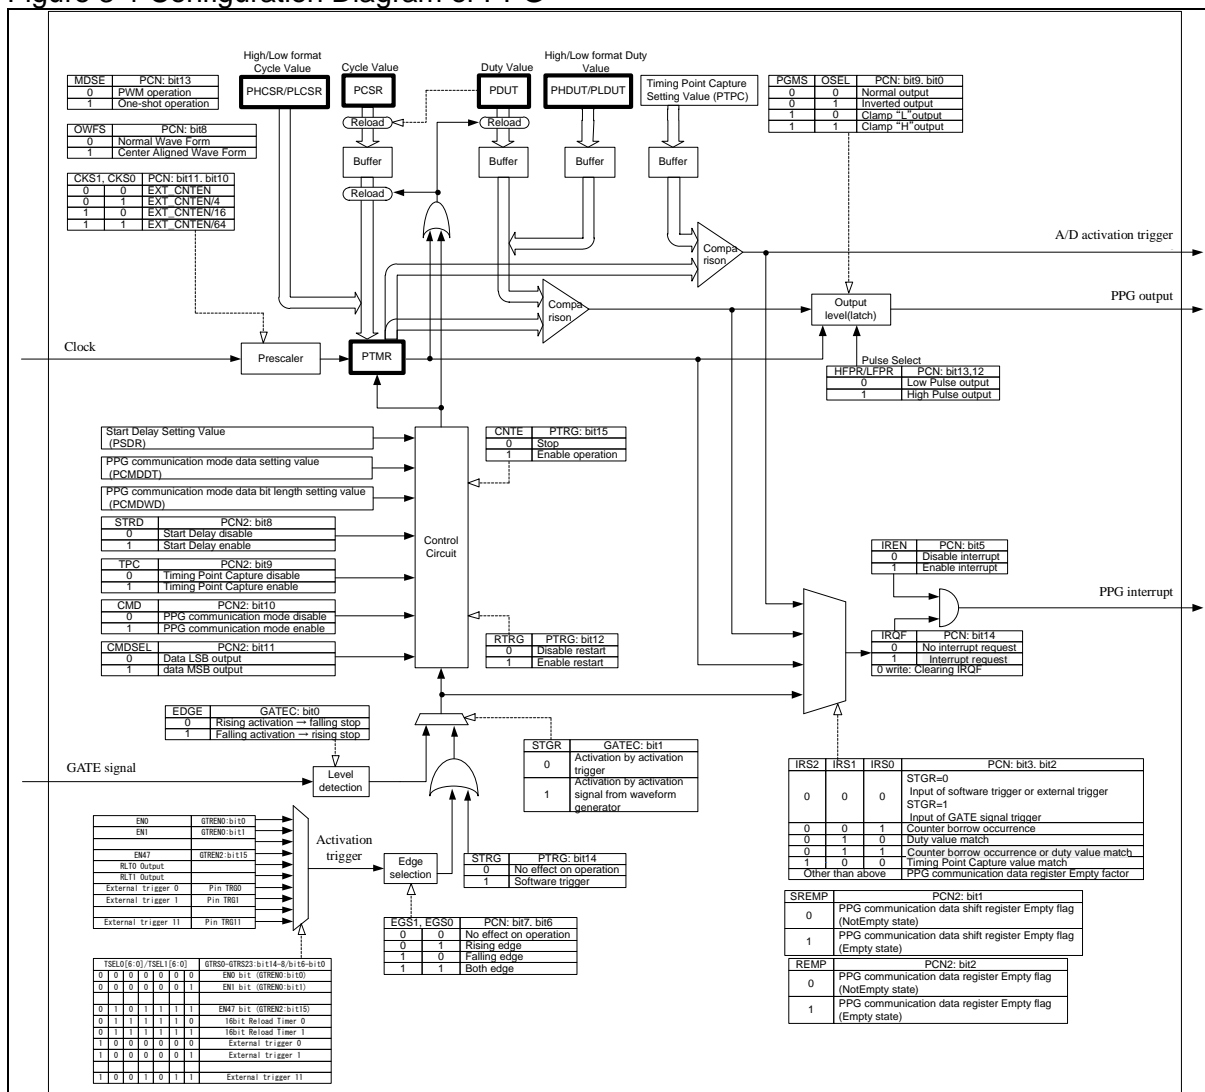 Figure 3-1 Configuration Diagram of PPG
High/Low format
Cycle Value
Cycle Value
Duty Value
High/Low format Duty
Value
MDSE PCN: bit13
0 PWM operation
1 One-shot operation
PHCSR/PLCSR
PCSR
PDUT
PHDUT/PLDUT
Timing Point Capture
Setting Value (PTPC)
PGMS OSEL PCN: bit9. bit0
0 0 Normal output
0 1 Inverted output
1 0 Clamp “L”output
1 1 Clamp “H”output
OWFS PCN: bit8
0 Normal Wave Form
1 Center Aligned Wave Form
Reload
Reload
Buffer
Buffer
Buffer
Buffer
CKS1, CKS0 PCN: bit11. bit10
0 0 EXT_CNTEN
0 1 EXT_CNTEN/4
1 0 EXT_CNTEN/16
1 1 EXT_CNTEN/64
Reload
Compa
rison
A/D activation trigger
Compa
rison
Output
level(latch)
PPG output
Clock
Prescaler
PTMR
Pulse Select
HFPR/LFPR PCN: bit13,12
0 Low Pulse output
1 High Pulse output
Start Delay Setting Value
(PSDR)
PPG communication mode data setting value
(PCMDDT)
PPG communication mode data bit length setting value
(PCMDWD)
CNTE PTRG: bit15
0 Stop
1 Enable operation
STRD PCN2: bit8
0 Start Delay disable
1 Start Delay enable
Control
Circuit
TPC PCN2: bit9
0 Timing Point Capture disable
1 Timing Point Capture enable
IREN PCN: bit5
0 Disable interrupt
1 Enable interrupt
PPG interrupt
CMD PCN2: bit10
0 PPG communication mode disable
1 PPG communication mode enable
RTRG PTRG: bit12
0 Disable restart
1 Enable restart
IRQF PCN: bit14
0 No interrupt request
1 Interrupt request
0 write: Clearing IRQF
CMDSEL PCN2: bit11
0 Data LSB output
1 data MSB output
EDGE GATEC: bit0
0 Rising activation → falling stop
1 Falling activation → rising stop
STGR GATEC: bit1
0 Activation by activation
trigger
1 Activation by activation
signal from waveform
generator
GATE signal
Level
detection
IRS2 IRS1 IRS0 PCN: bit3. bit2
0 0 0 STGR=0
Input of software trigger or external trigger
STGR=1
Input of GATE signal trigger
0 0 1 Counter borrow occurrence
0 1 0 Duty value match
0 1 1 Counter borrow occurrence or duty value match
1 0 0 Timing Point Capture value match
Other than above PPG communication data register Empty factor
EN0 GTREN0:bit0
EN1 GTREN0:bit1
EN47 GTREN2:bit15
RLT0 Output
RLT1 Output
External trigger 0 Pin TRG0
External trigger 1 Pin TRG1
External trigger 11 Pin TRG11
Activation
trigger
Edge
selection
STRG PTRG: bit14
0 No effect on operation
1 Software trigger
SREMP PCN2: bit1
0 PPG communication data shift register Empty flag
(NotEmpty state)
1 PPG communication data shift register Empty flag
(Empty state)
EGS1, EGS0 PCN: bit7. bit6
0 0 No effect on operation
0 1 Rising edge
1 0 Falling edge
1 1 Both edge
REMP PCN2: bit2
0 PPG communication data register Empty flag
(NotEmpty state)
1 PPG communication data register Empty flag
(Empty state)
TSEL0[6:0]/TSEL1[6:0] GTRS0-GTRS23:bit14-8/bit6-bit0
0 0 0 0 0 0 0 EN0 bit (GTREN0:bit0)
0 0 0 0 0 0 1 EN1 bit (GTREN0:bit1)
0 1 0 1 1 1 1 EN47 bit (GTREN2:bit15)
0 1 1 1 1 1 0 16bit Reload Timer 0
0 1 1 1 1 1 1 16bit Reload Timer 1
1 0 0 0 0 0 0 External trigger 0
1 0 0 0 0 0 1 External trigger 1
1 0 0 1 0 1 1 External trigger 11